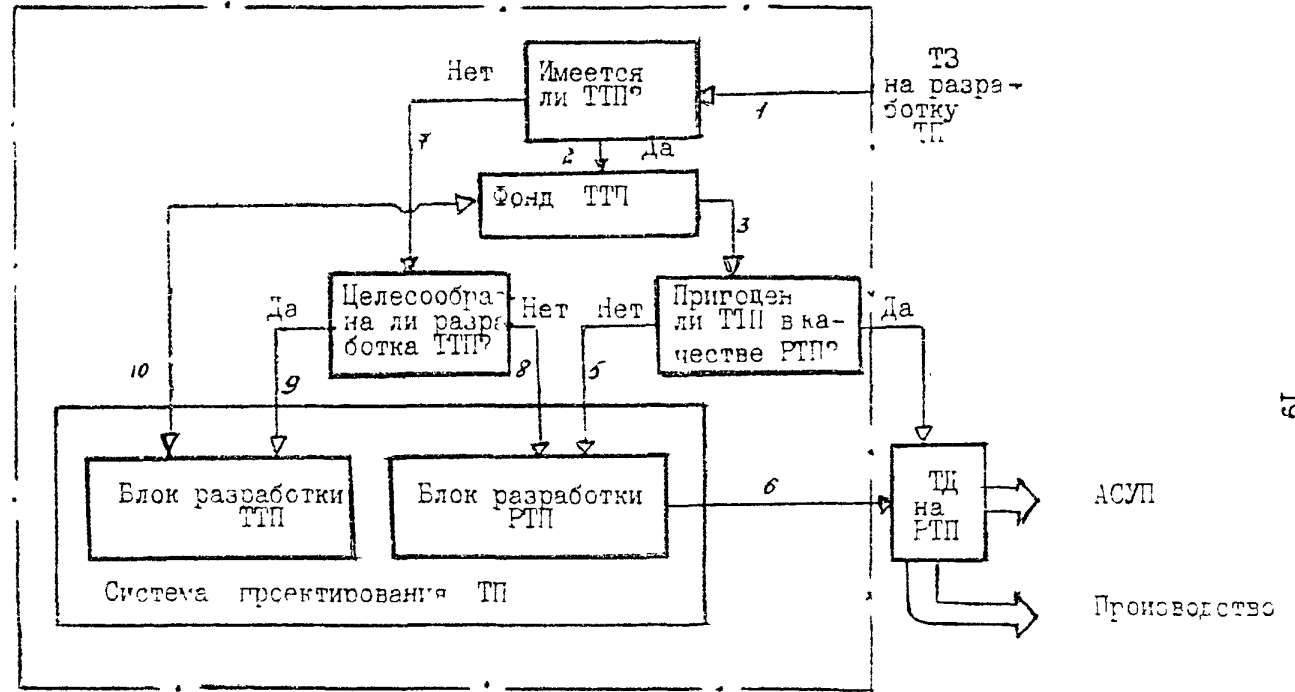 ТЗ
на разра-
ботку
ТП
Нет
Имеется
ли ТТП?
1
7
2
Да
Фонд ТТП
3
Да
Целесообраз-
на ли разра
ботка ТТП?
Нет
Нет
Пригоден
ли ТТП в ка-
честве РТП?
Да
10
9
8
5
Блок разработки
ТТП
Блок разработки
РТП
6
ТД
на
РТП
АСУП
Система проектирования ТП
Производство
19